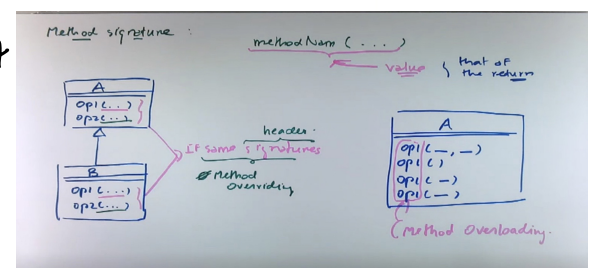 Method signature :
methodNam ( ... )
value } that of
the return
A
op1 (...)
op2 (...)
B
op1 (...)
op2 (...)
header.
If same signatures
Method
Overriding
A
op1 ( _, _ )
op1 ( )
op1 ( _ )
op1 ( _ )
Method Overloading.